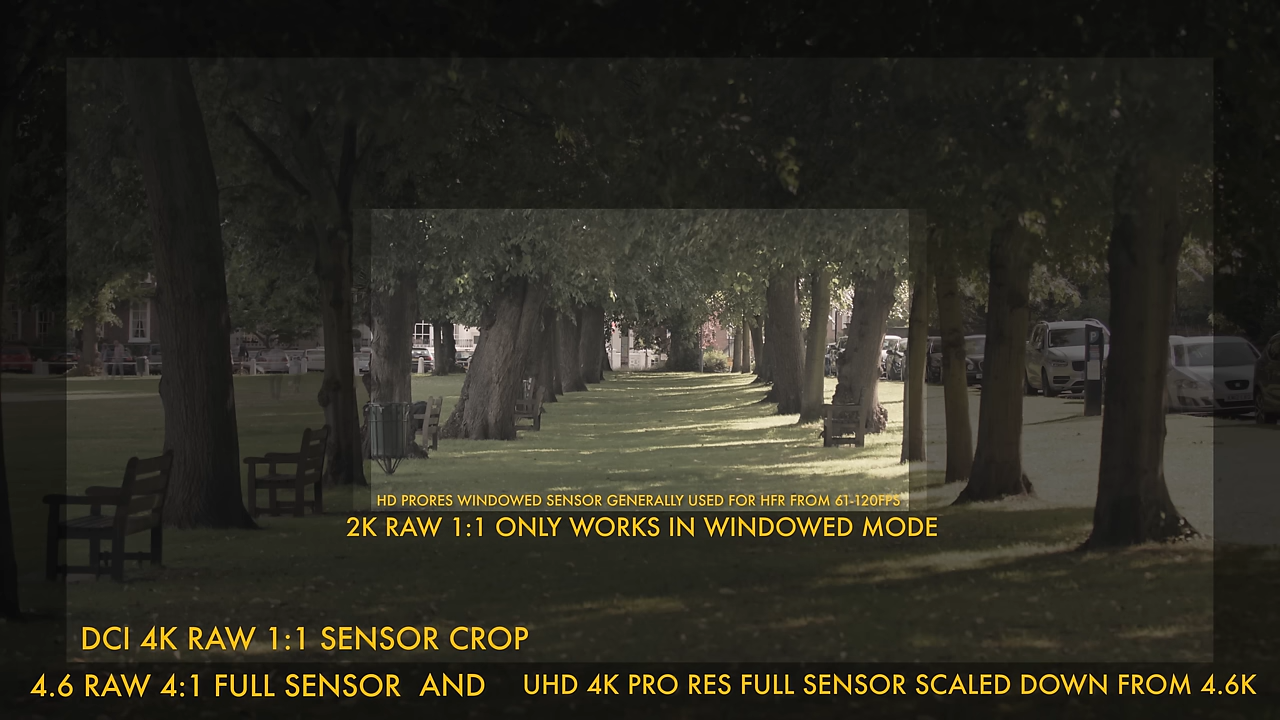 HD PRORES WINDOWED SENSOR GENERALLY USED FOR HFR FROM 61-120FPS
2K RAW 1:1 ONLY WORKS IN WINDOWED MODE
DCI 4K RAW 1:1 SENSOR CROP
4.6 RAW 4:1 FULL SENSOR AND UHD 4K PRO RES FULL SENSOR SCALED DOWN FROM 4.6K